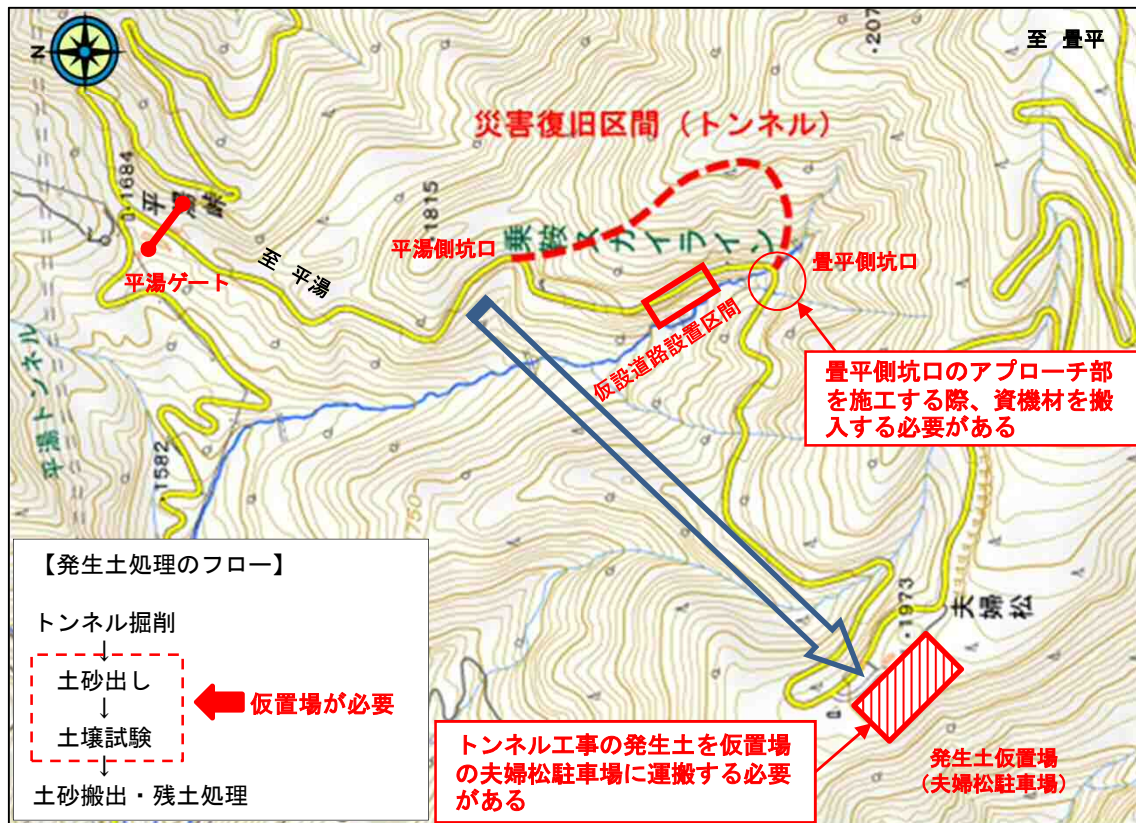 N
・207
至 畳平
災害復旧区間（トンネル）
・1684
平湯峠
・1815
平湯側坑口
乗鞍スカイライン
畳平側坑口
至 平湯
平湯ゲート
仮設道路設置区間
畳平側坑口のアプローチ部
を施工する際、資機材を搬
入する必要がある
平湯トンネル
・1582
750
・1973
夫婦松
【発生土処理のフロー】
トンネル掘削
↓
土砂出し
↓
土壌試験
↓
土砂搬出・残土処理
仮置場が必要
トンネル工事の発生土を仮置場
の夫婦松駐車場に運搬する必要
がある
発生土仮置場
（夫婦松駐車場）